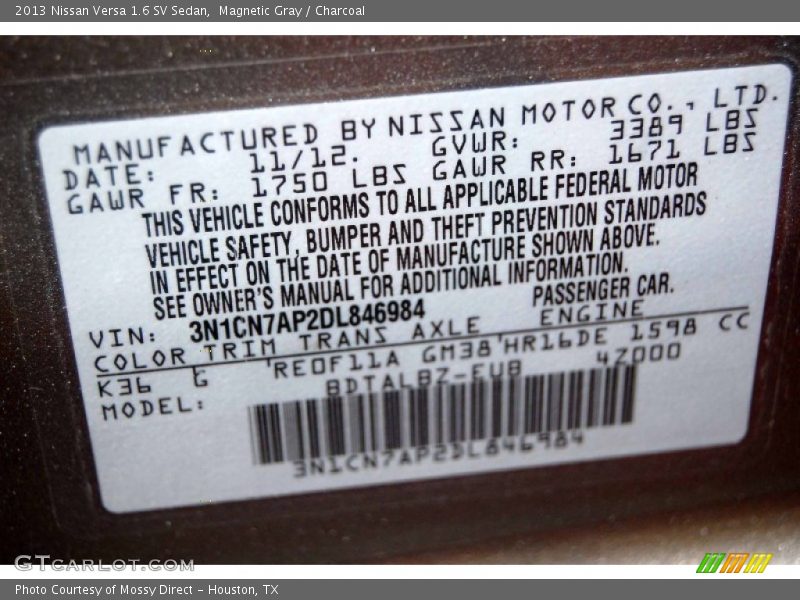 2013 Nissan Versa 1.6 SV Sedan,  Magnetic Gray / Charcoal
MANUFACTURED BY NISSAN MOTOR CO., LTD.
DATE: 11/12. GVWR: 3389 LBS
GAWR FR: 1750 LBS GAWR RR: 1671 LBS
THIS VEHICLE CONFORMS TO ALL APPLICABLE FEDERAL MOTOR
VEHICLE SAFETY, BUMPER AND THEFT PREVENTION STANDARDS
IN EFFECT ON THE DATE OF MANUFACTURE SHOWN ABOVE.
SEE OWNER'S MANUAL FOR ADDITIONAL INFORMATION.
VIN: 3N1CN7AP2DL846984 PASSENGER CAR.
COLOR TRIM TRANS AXLE ENGINE
K36 G REOF11A GM38 HR16DE 1598 CC
MODEL: BDTALBZ-EUB 4Z000
3N1CN7AP2DL846984
GTCARLOT.COM
Photo Courtesy of Mossy Direct - Houston, TX